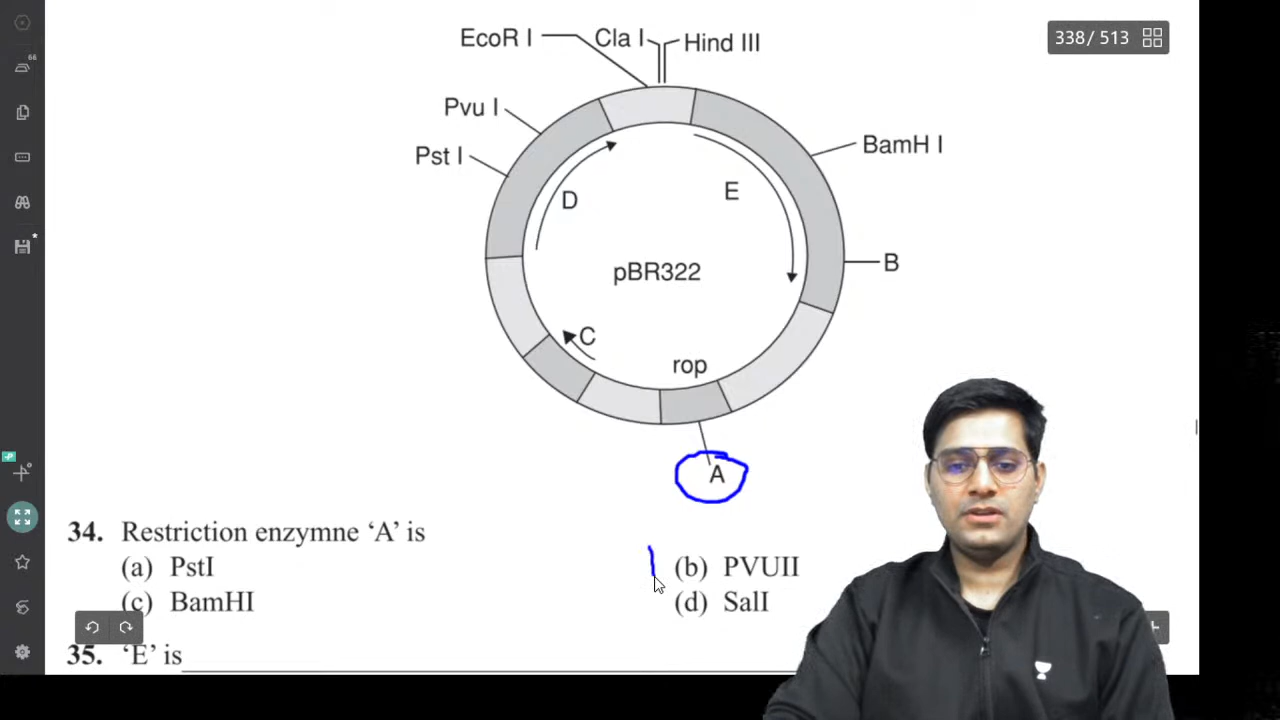 338/ 513
EcoR I
Cla I
Hind III
Pvu I
Pst I
BamH I
D
E
B
pBR322
C
rop
A
34. Restriction enzymne ‘A’ is
(a) PstI
(b) PVUII
(c) BamHI
(d) SalI
35. ‘E’ is